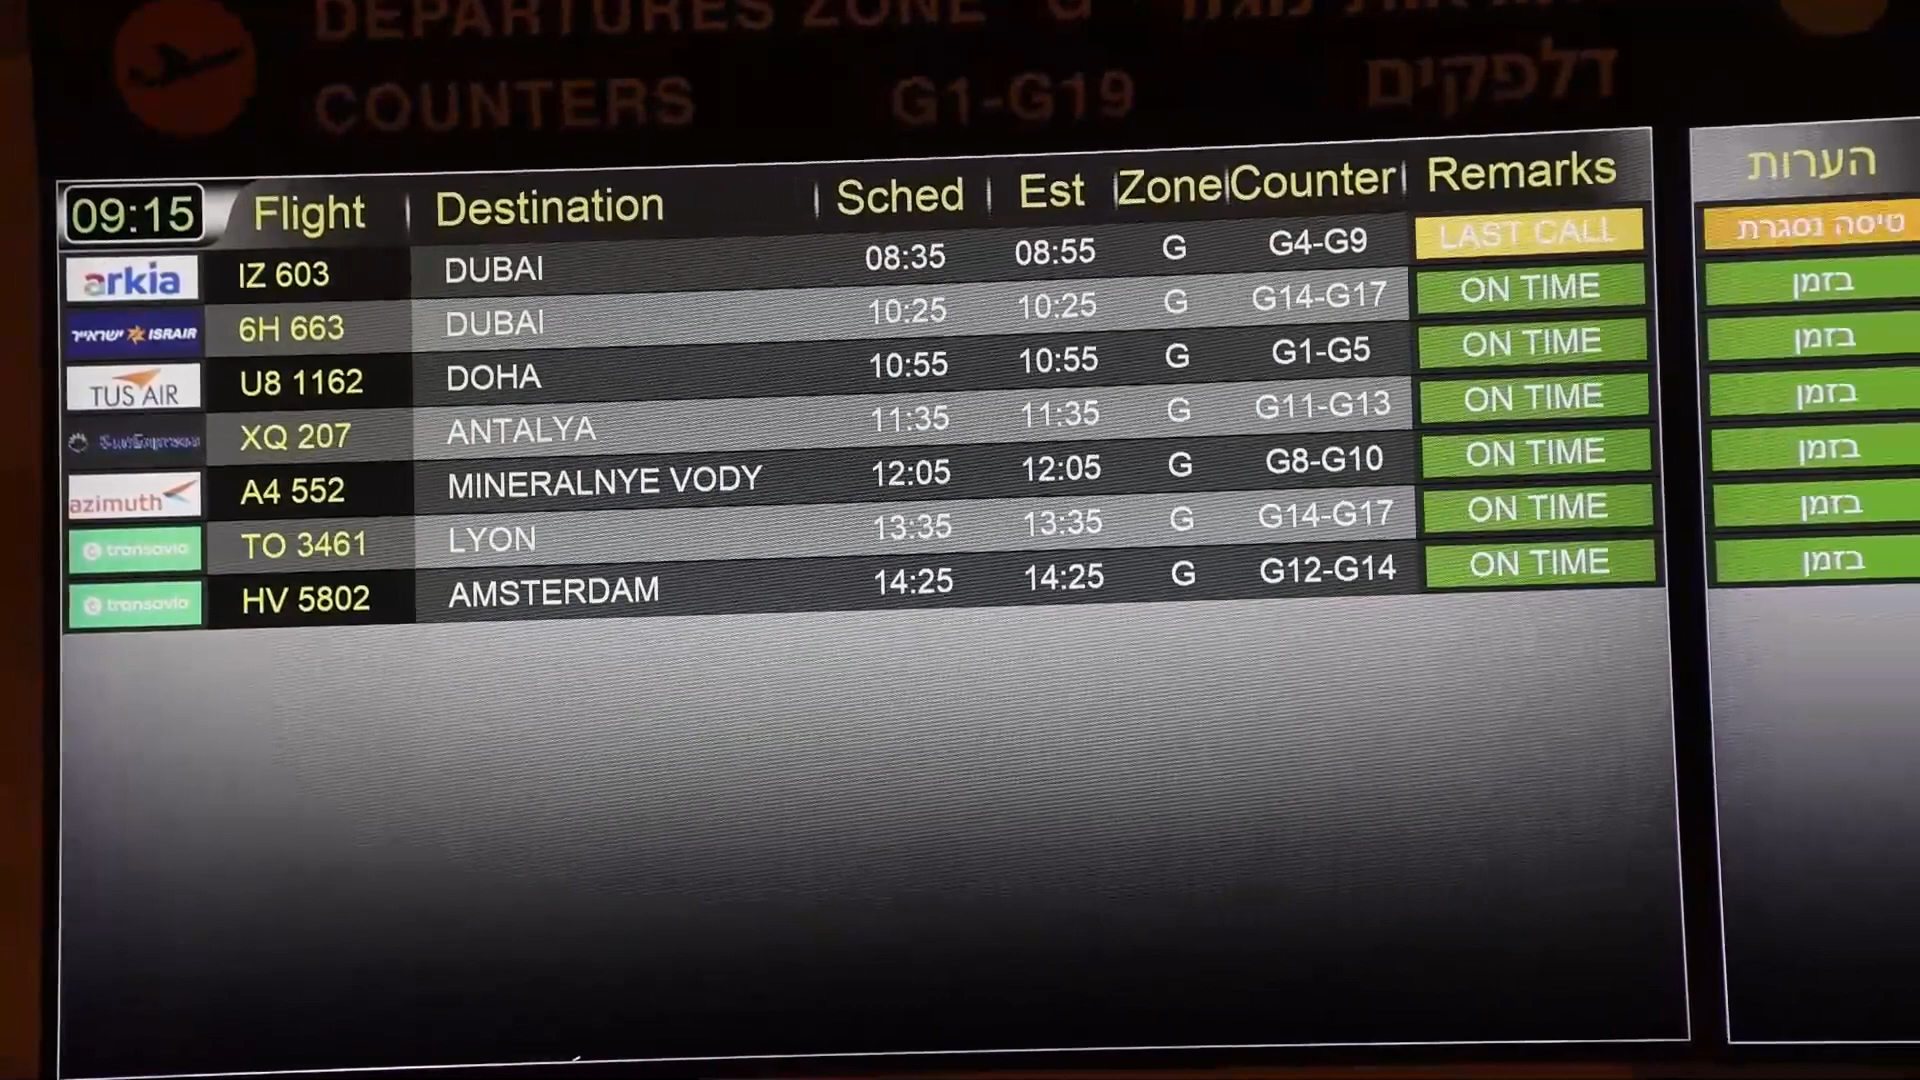 DEPARTURES ZONE G
COUNTERS G1-G19 דלפקים
09:15 Flight Destination Sched Est Zone Counter Remarks הערות
arkia IZ 603 DUBAI 08:35 08:55 G G4-G9 LAST CALL טיסה נסגרת
ישראייר ISRAIR 6H 663 DUBAI 10:25 10:25 G G14-G17 ON TIME בזמן
TUS AIR U8 1162 DOHA 10:55 10:55 G G1-G5 ON TIME בזמן
SunExpress XQ 207 ANTALYA 11:35 11:35 G G11-G13 ON TIME בזמן
azimuth A4 552 MINERALNYE VODY 12:05 12:05 G G8-G10 ON TIME בזמן
transavia TO 3461 LYON 13:35 13:35 G G14-G17 ON TIME בזמן
transavia HV 5802 AMSTERDAM 14:25 14:25 G G12-G14 ON TIME בזמן